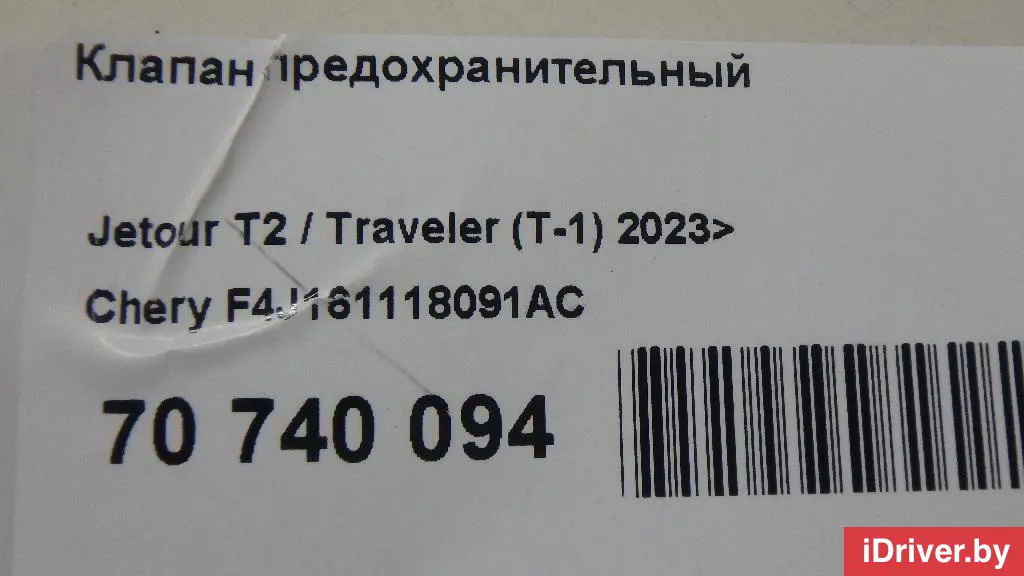 Клапан предохранительный
Jetour T2 / Traveler (T-1) 2023>
Chery F4J161118091AC
70 740 094
iDriver.by